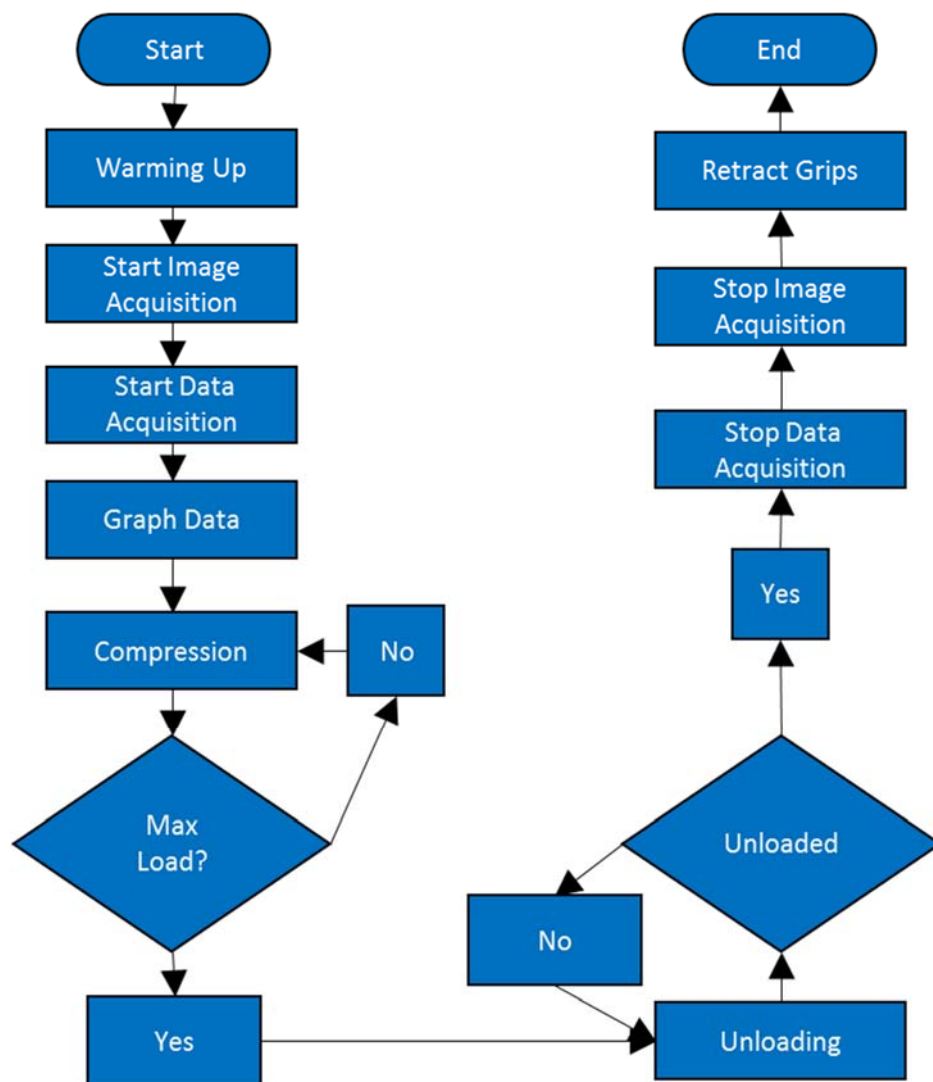 Start
Warming Up
Start Image
Acquisition
Start Data
Acquisition
Graph Data
Compression
No
Max
Load?
Yes
Unloading
No
Unloaded
Yes
Stop Data
Acquisition
Stop Image
Acquisition
Retract Grips
End